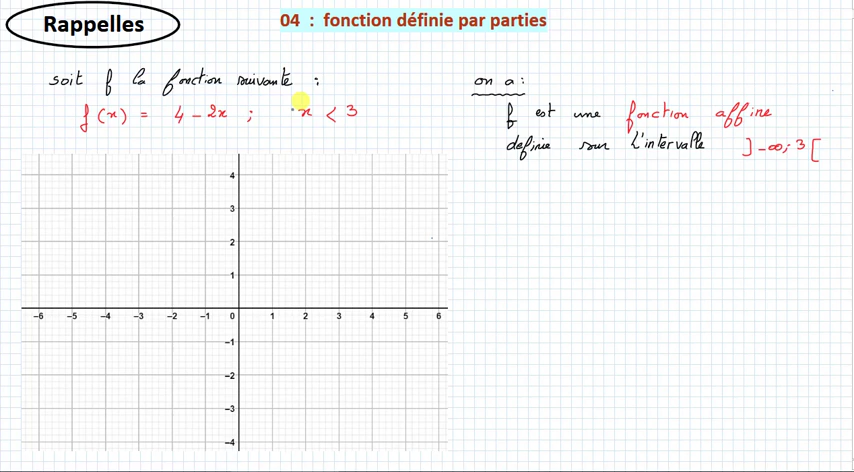 Rappelles
04 : fonction définie par parties
soit f la fonction suivante :
f(x) = 4 - 2x ; x < 3
on a :
f est une fonction affine
definie sur l'intervalle ]-∞; 3[
4
3
2
1
-6 -5 -4 -3 -2 -1 0 1 2 3 4 5 6
-1
-2
-3
-4